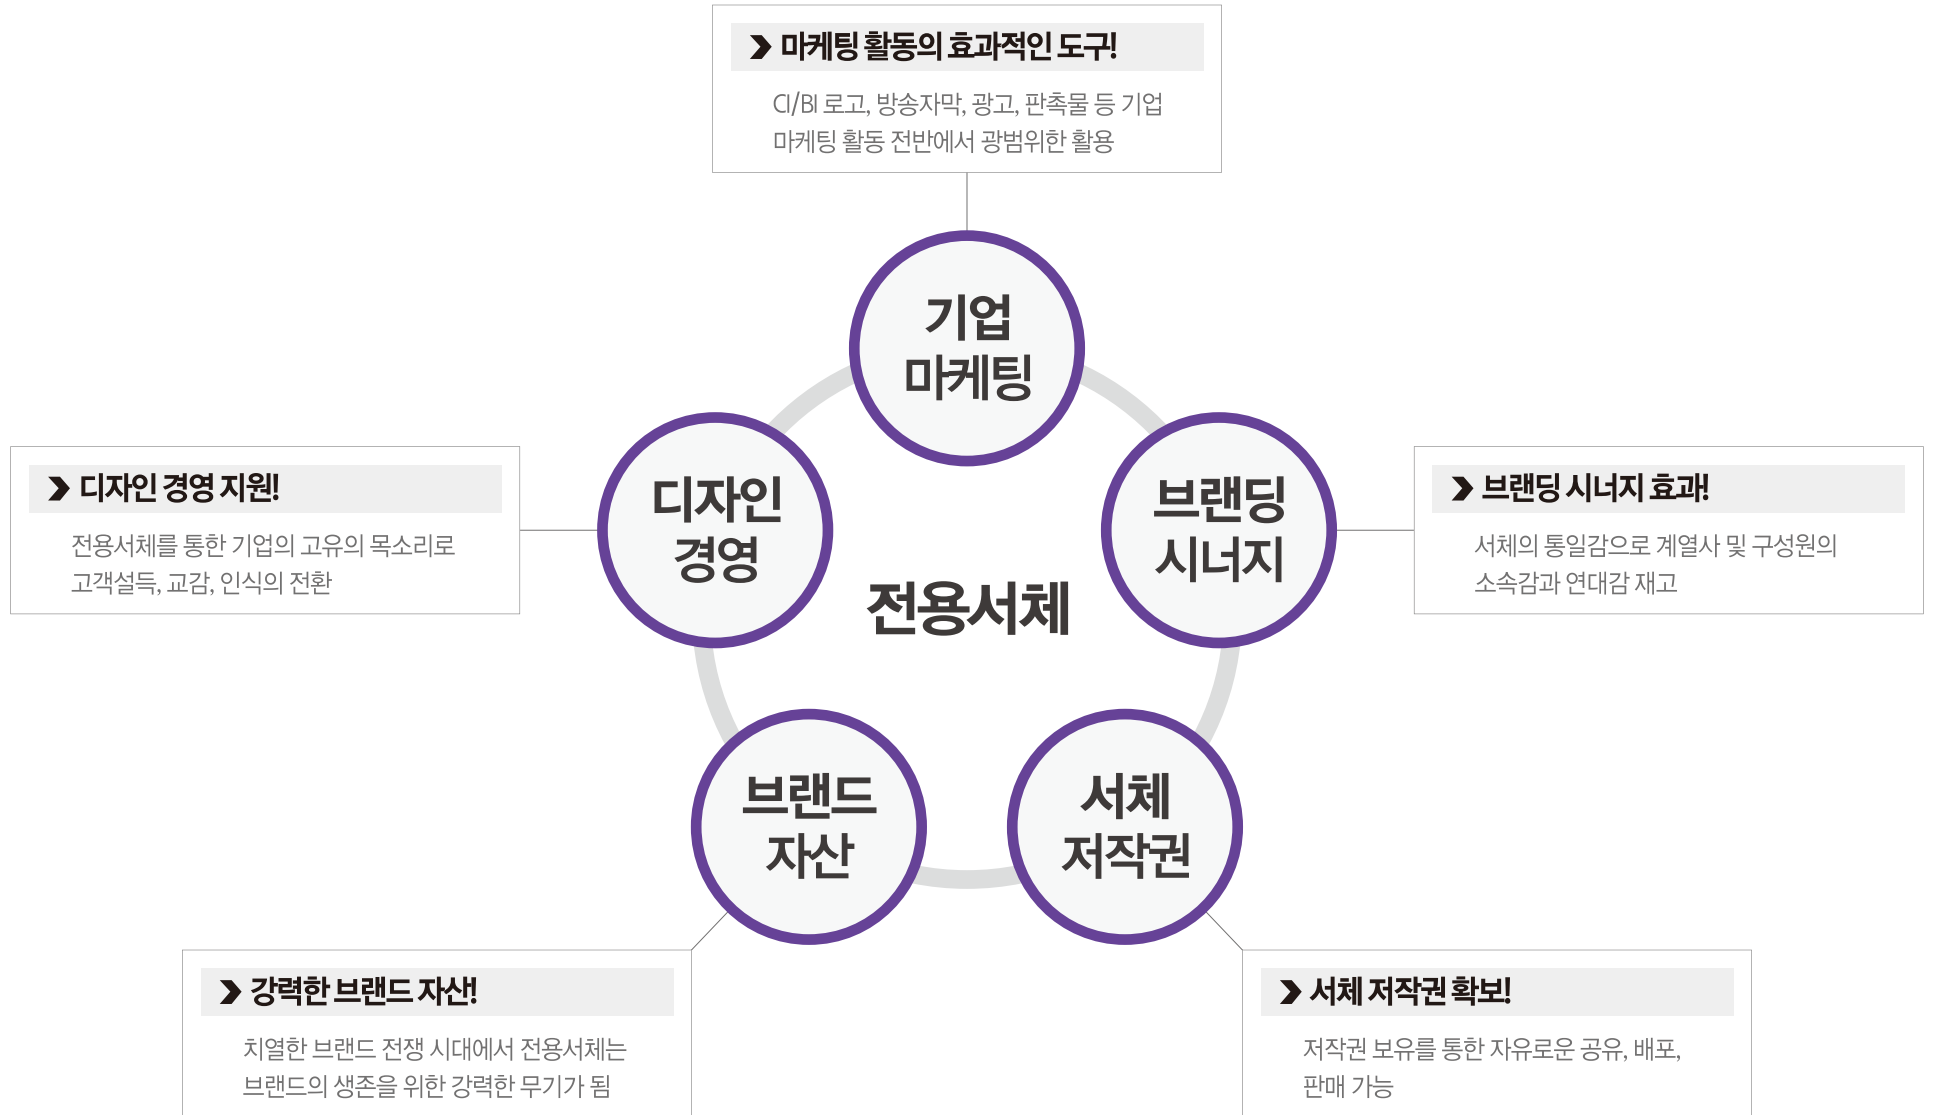 마케팅 활동의 효과적인 도구!
CI/BI 로고, 방송자막, 광고, 판촉물 등 기업
마케팅 활동 전반에서 광범위한 활용
기업
마케팅
디자인 경영 지원!
전용서체를 통한 기업의 고유의 목소리로
고객설득, 교감, 인식의 전환
디자인
경영
브랜딩
시너지
브랜딩 시너지 효과!
서체의 통일감으로 계열사 및 구성원의
소속감과 연대감 재고
전용서체
브랜드
자산
서체
저작권
강력한 브랜드 자산!
치열한 브랜드 전쟁 시대에서 전용서체는
브랜드의 생존을 위한 강력한 무기가 됨
서체 저작권 확보!
저작권 보유를 통한 자유로운 공유, 배포,
판매 가능